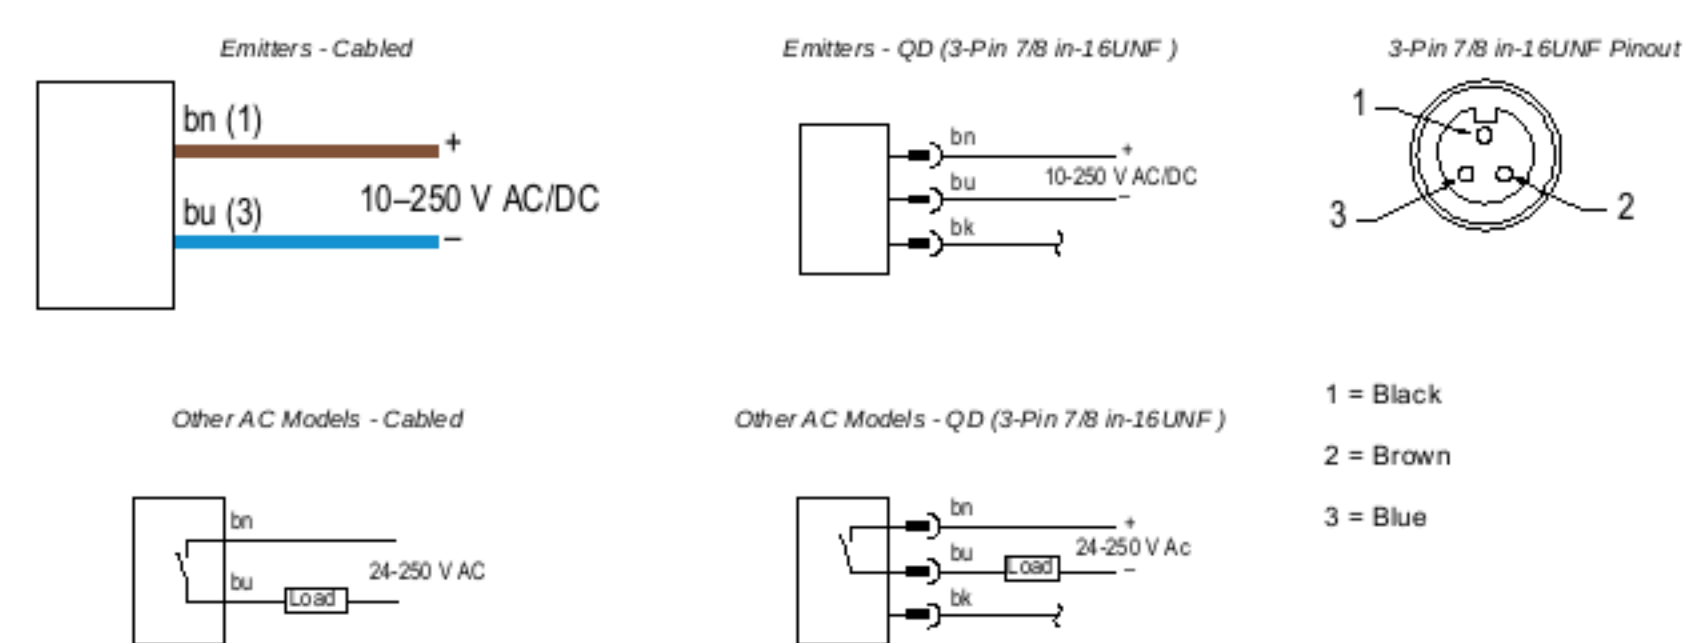 Emitters - Cabled
bn (1)
+
10–250 V AC/DC
bu (3)
–
Emitters - QD (3-Pin 7/8 in-16UNF )
bn
+
10-250 V AC/DC
bu
–
bk
3-Pin 7/8 in-16UNF Pinout
1
3
2
Other AC Models - Cabled
bn
24-250 V AC
bu
Load
Other AC Models - QD (3-Pin 7/8 in-16UNF )
bn
+
24-250 V Ac
bu
Load
–
bk
1 = Black
2 = Brown
3 = Blue